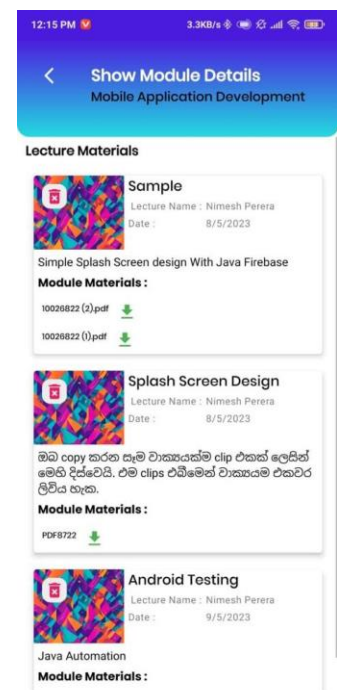 12:15 PM 3.3KB/s
Show Module Details
Mobile Application Development
Lecture Materials
Sample
Lecture Name : Nimesh Perera
Date : 8/5/2023
Simple Splash Screen design With Java Firebase
Module Materials :
10026822 (2).pdf
10026822 (1).pdf
Splash Screen Design
Lecture Name : Nimesh Perera
Date : 8/5/2023
ඔබ copy කරන සෑම වාක්‍යයක්ම clip එකක් ලෙසින්
මෙහි දිස්වෙයි. එම clips එබීමෙන් වාක්‍යයම එකවර
ලිවිය හැක.
Module Materials :
PDF8722
Android Testing
Lecture Name : Nimesh Perera
Date : 9/5/2023
Java Automation
Module Materials :